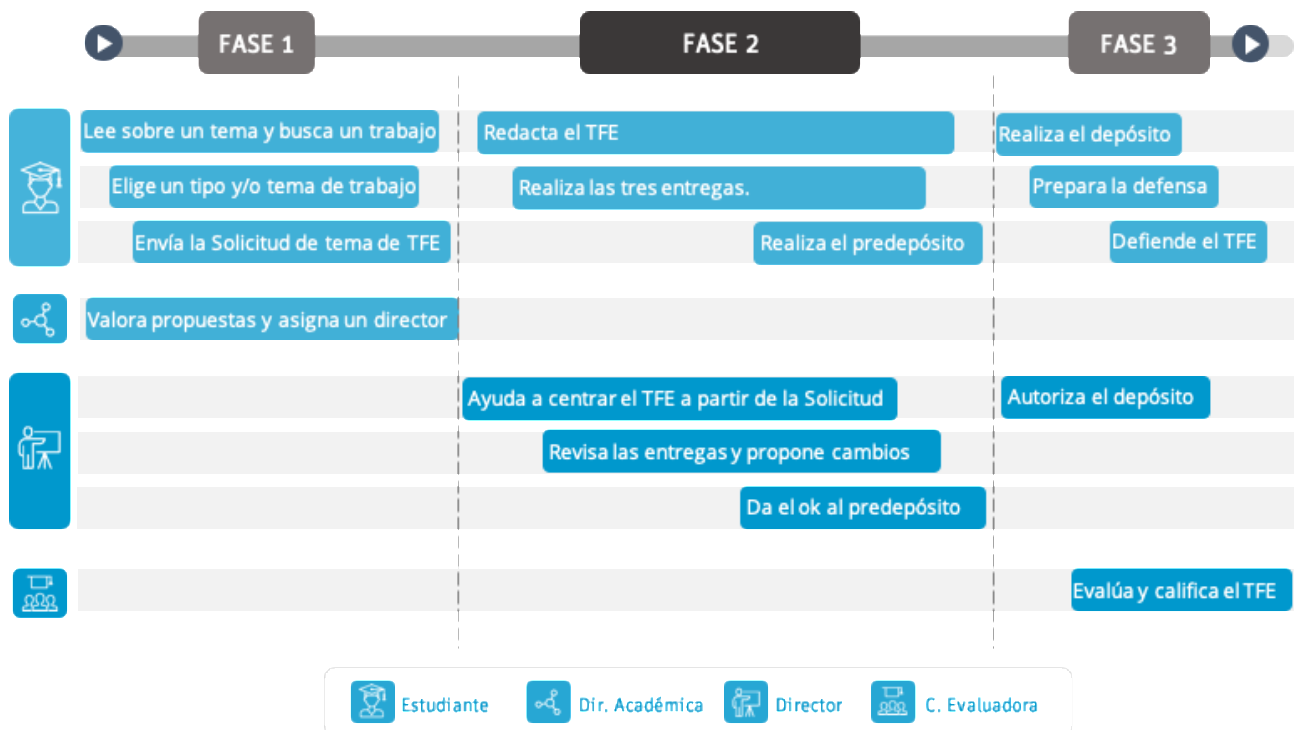 FASE 1
FASE 2
FASE 3
Lee sobre un tema y busca un trabajo
Redacta el TFE
Realiza el depósito
Elige un tipo y/o tema de trabajo
Realiza las tres entregas.
Prepara la defensa
Envía la Solicitud de tema de TFE
Realiza el predepósito
Defiende el TFE
Valora propuestas y asigna un director
Ayuda a centrar el TFE a partir de la Solicitud
Autoriza el depósito
Revisa las entregas y propone cambios
Da el ok al predepósito
Evalúa y califica el TFE
Estudiante
Dir. Académica
Director
C. Evaluadora